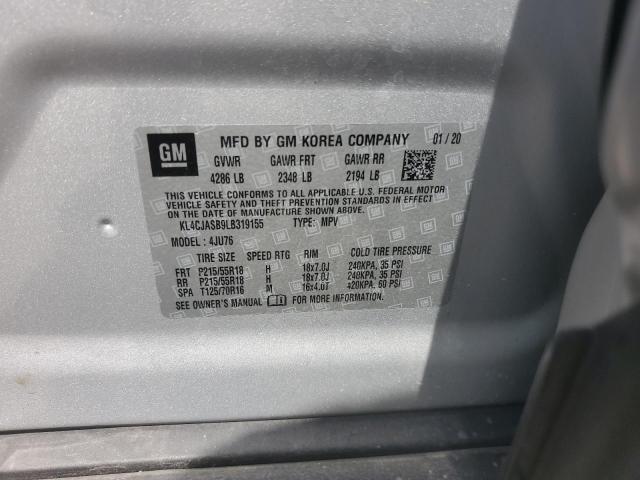 GM MFD BY GM KOREA COMPANY 01/20
GVWR GAWR FRT GAWR RR
4286 LB 2348 LB 2194 LB
THIS VEHICLE CONFORMS TO ALL APPLICABLE U.S. FEDERAL MOTOR
VEHICLE SAFETY AND THEFT PREVENTION STANDARDS IN EFFECT ON
THE DATE OF MANUFACTURE SHOWN ABOVE.
KL4CJASB9LB319155 TYPE: MPV
MODEL: 4JU76
TIRE SIZE SPEED RTG RIM COLD TIRE PRESSURE
FRT P215/55R18 H 18x7.0J 240KPA, 35 PSI
RR P215/55R18 H 18x7.0J 240KPA, 35 PSI
SPA T125/70R16 M 16x4.0T 420KPA, 60 PSI
SEE OWNER'S MANUAL FOR MORE INFORMATION.